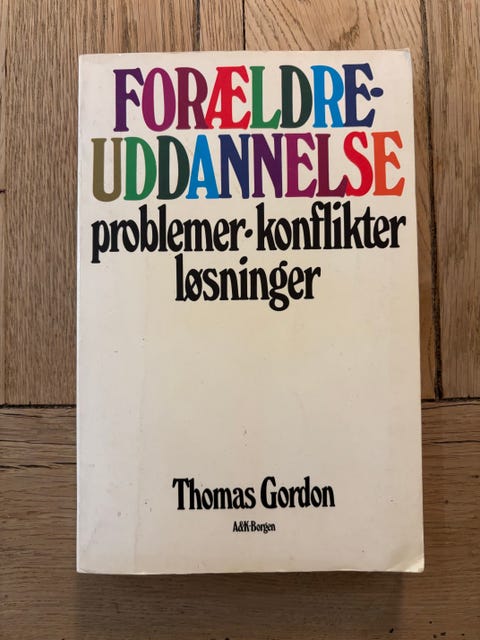 FORÆLDRE-
UDDANNELSE
problemer·konflikter
løsninger
Thomas Gordon
A&K·Borgen